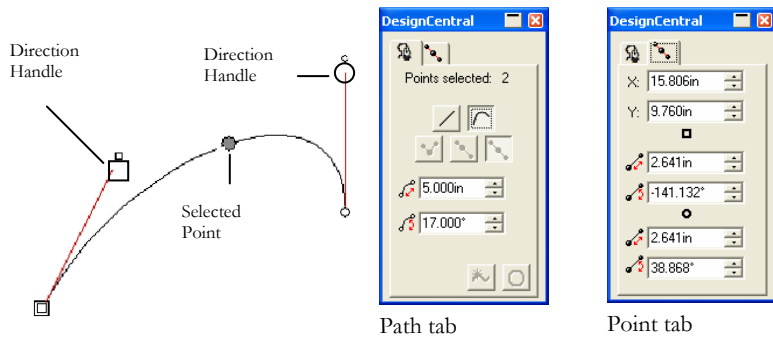 Direction
Handle
Direction
Handle
Selected
Point
DesignCentral
Points selected: 2
5.000in
17.000°
Path tab
DesignCentral
X: 15.806in
Y: 9.760in
2.641in
-141.132°
2.641in
38.868°
Point tab